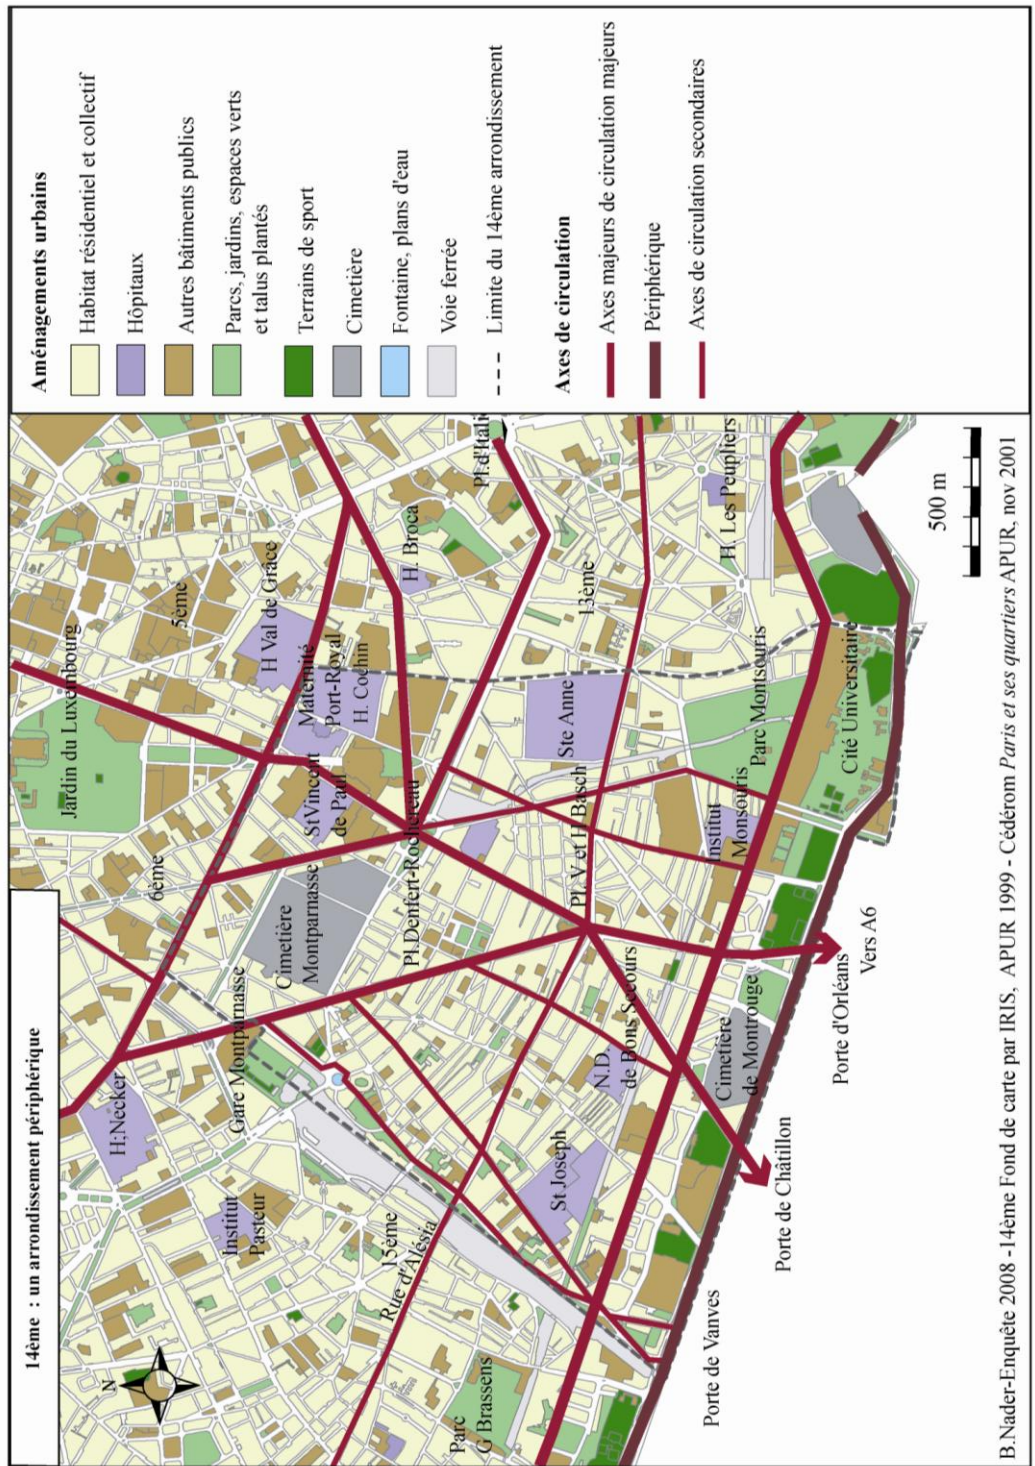 14ème : un arrondissement périphérique
N
Jardin du Luxembourg
5ème
6ème
H Val de Grâce
Maternité
Port-Royal
H. Cochin
St Vincent
de Paul
H. Broca
Pl.d'Itali
H;Necker
Gare Montparnasse
Cimetière
Montparnasse
Pl.Denfert-Rochereau
Institut
Pasteur
15ème
Rue d'Alésia
Ste Anne
13ème
H. Les Peupliers
Pl. V et H Basch
Parc Montsouris
Institut
Monsouris
Cité Universitaire
N.D.
de Bons Secours
St Joseph
Cimetière
de Montrouge
Parc
G Brassens
Porte de Vanves
Porte de Châtillon
Porte d'Orléans
Vers A6
500 m
Aménagements urbains
Habitat résidentiel et collectif
Hôpitaux
Autres bâtiments publics
Parcs, jardins, espaces verts
et talus plantés
Terrains de sport
Cimetière
Fontaine, plans d'eau
Voie ferrée
Limite du 14ème arrondissement
Axes de circulation
Axes majeurs de circulation majeurs
Périphérique
Axes de circulation secondaires
B.Nader-Enquête 2008 -14ème Fond de carte par IRIS, APUR 1999 - Cédérom Paris et ses quartiers APUR, nov 2001